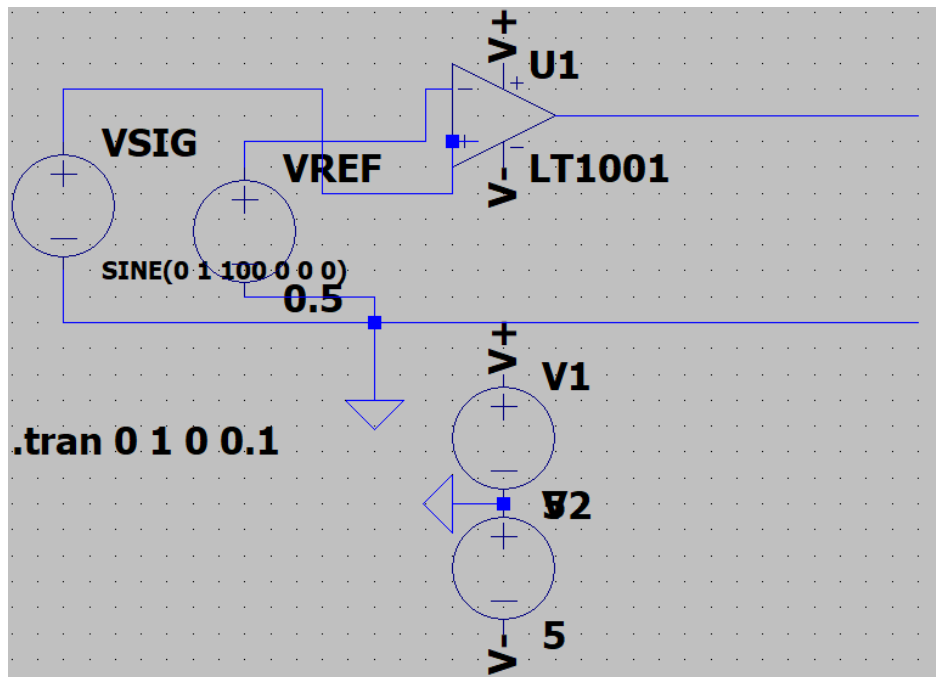 V+
U1
VSIG
VREF
LT1001
V-
SINE(0 1 100 0 0 0)
0.5
V+
V1
.tran 0 1 0 0.1
V2
5
V-